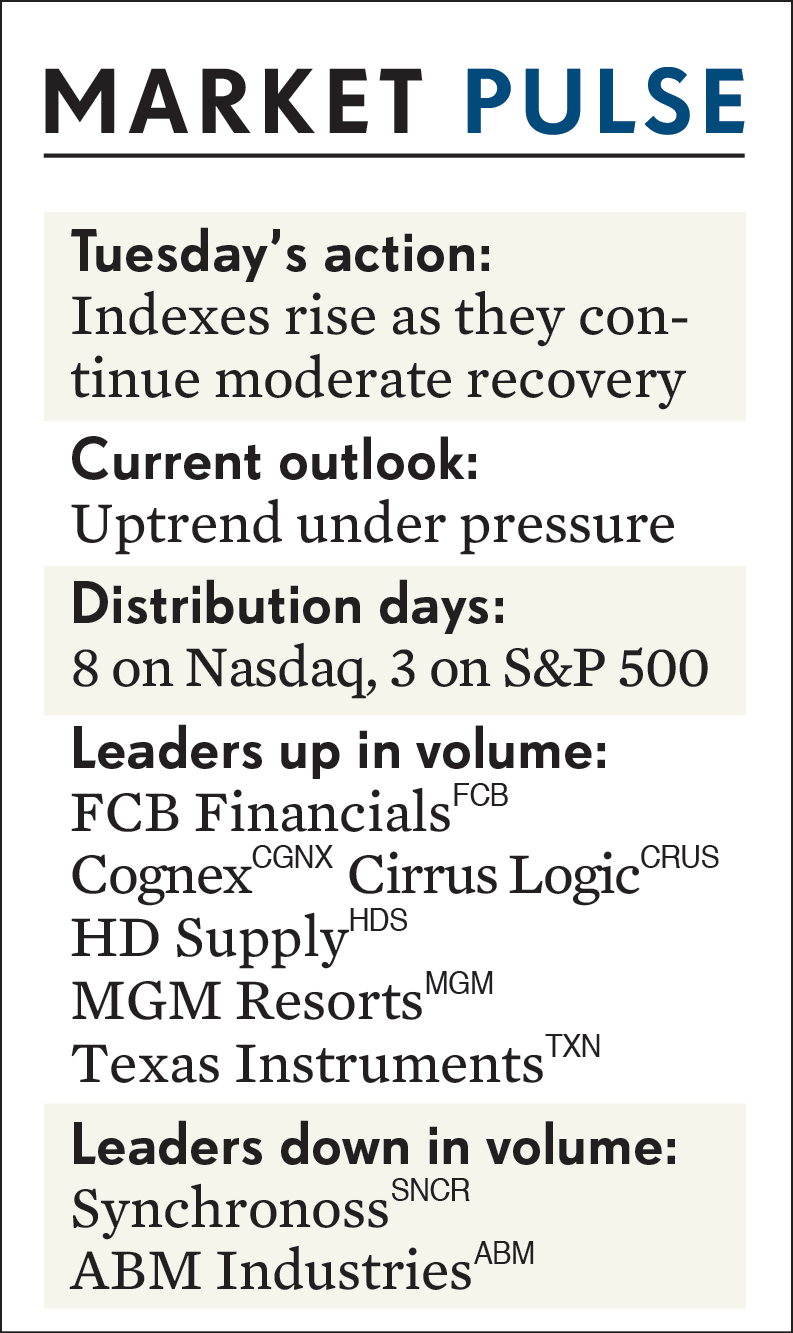 MARKET PULSE
Tuesday’s action:
Indexes rise as they con-
tinue moderate recovery
Current outlook:
Uptrend under pressure
Distribution days:
8 on Nasdaq, 3 on S&P 500
Leaders up in volume:
FCB Financials FCB
Cognex CGNX Cirrus Logic CRUS
HD Supply HDS
MGM Resorts MGM
Texas Instruments TXN
Leaders down in volume:
Synchronoss SNCR
ABM Industries ABM